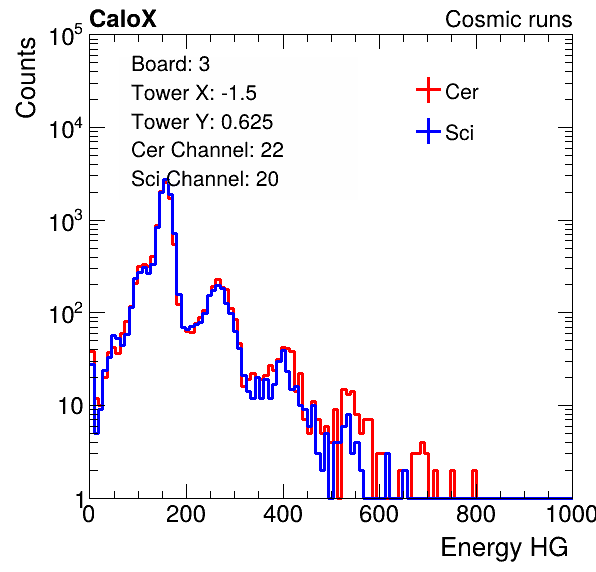 CaloX
Cosmic runs
Counts
10^5
10^4
10^3
10^2
10
1
Board: 3
Tower X: -1.5
Tower Y: 0.625
Cer Channel: 22
Sci Channel: 20
Cer
Sci
0 200 400 600 800 1000
Energy HG